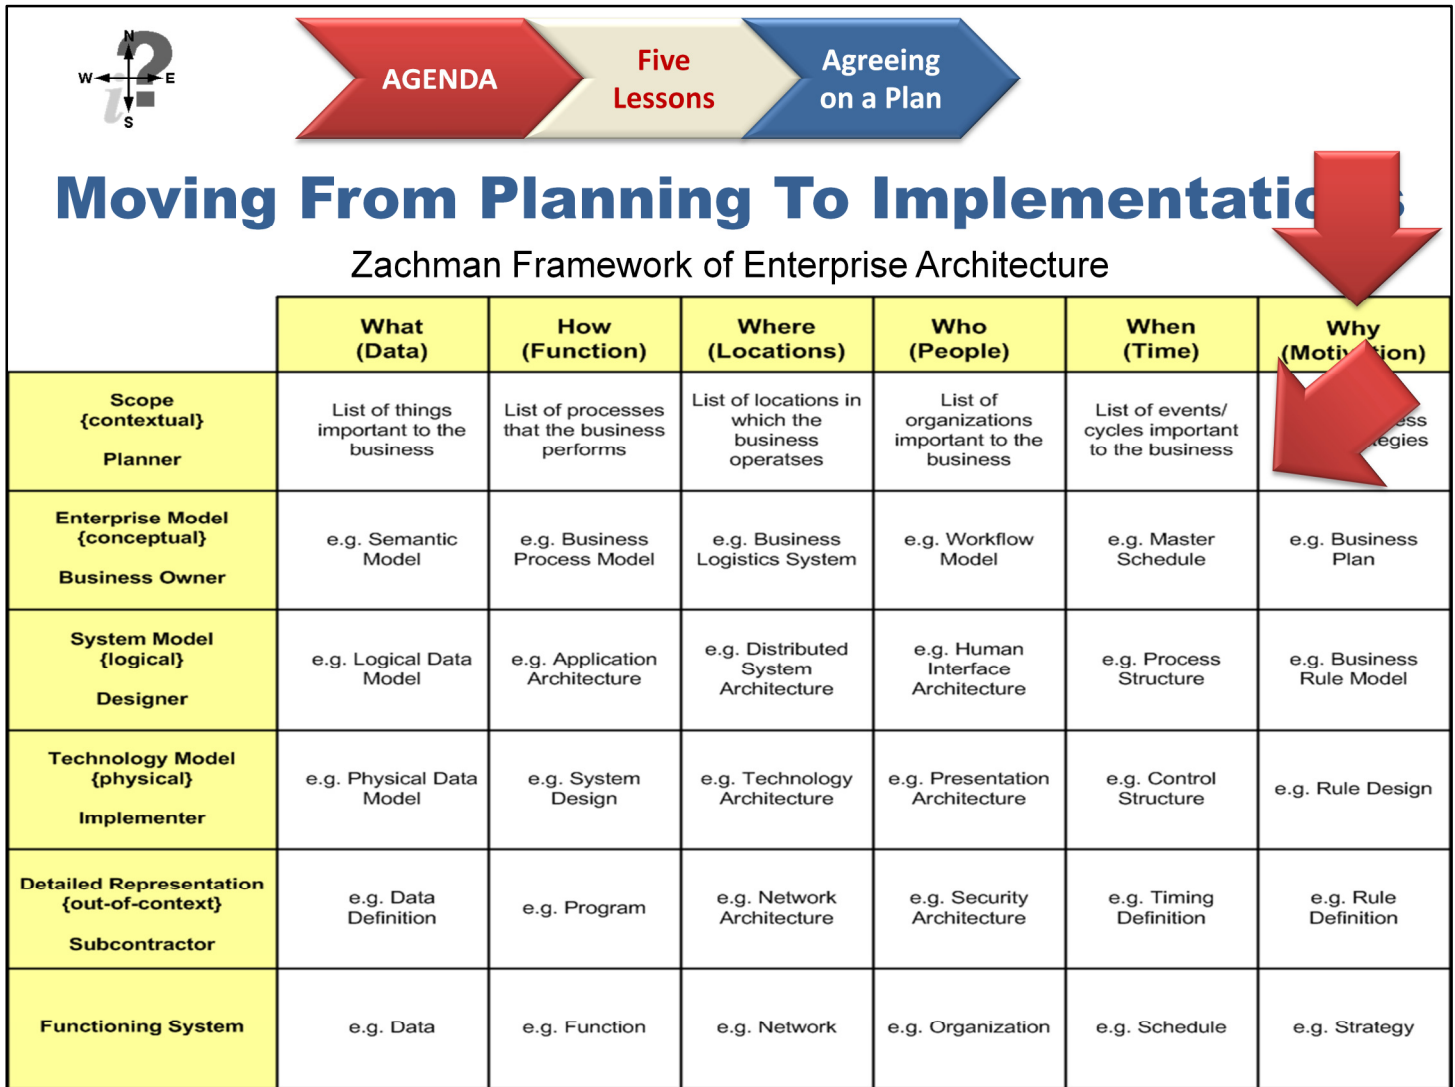 N
W
E
S
i
?
AGENDA
Five
Lessons
Agreeing
on a Plan
Moving From Planning To
Zachman Framework of Enterprise Architecture
What
(Data)
How
(Function)
Where
(Locations)
Who
(People)
When
(Time)
Why
Scope
{contextual}
Planner
List of things
important to the
business
List of processes
that the business
performs
List of locations in
which the
business
operatses
List of
organizations
important to the
business
List of events/
cycles important
to the business
Enterprise Model
{conceptual}
Business Owner
e.g. Semantic
Model
e.g. Business
Process Model
e.g. Business
Logistics System
e.g. Workflow
Model
e.g. Master
Schedule
e.g. Business
Plan
System Model
{logical}
Designer
e.g. Logical Data
Model
e.g. Application
Architecture
e.g. Distributed
System
Architecture
e.g. Human
Interface
Architecture
e.g. Process
Structure
e.g. Business
Rule Model
Technology Model
{physical}
Implementer
e.g. Physical Data
Model
e.g. System
Design
e.g. Technology
Architecture
e.g. Presentation
Architecture
e.g. Control
Structure
e.g. Rule Design
Detailed Representation
{out-of-context}
Subcontractor
e.g. Data
Definition
e.g. Program
e.g. Network
Architecture
e.g. Security
Architecture
e.g. Timing
Definition
e.g. Rule
Definition
Functioning System
e.g. Data
e.g. Function
e.g. Network
e.g. Organization
e.g. Schedule
e.g. Strategy